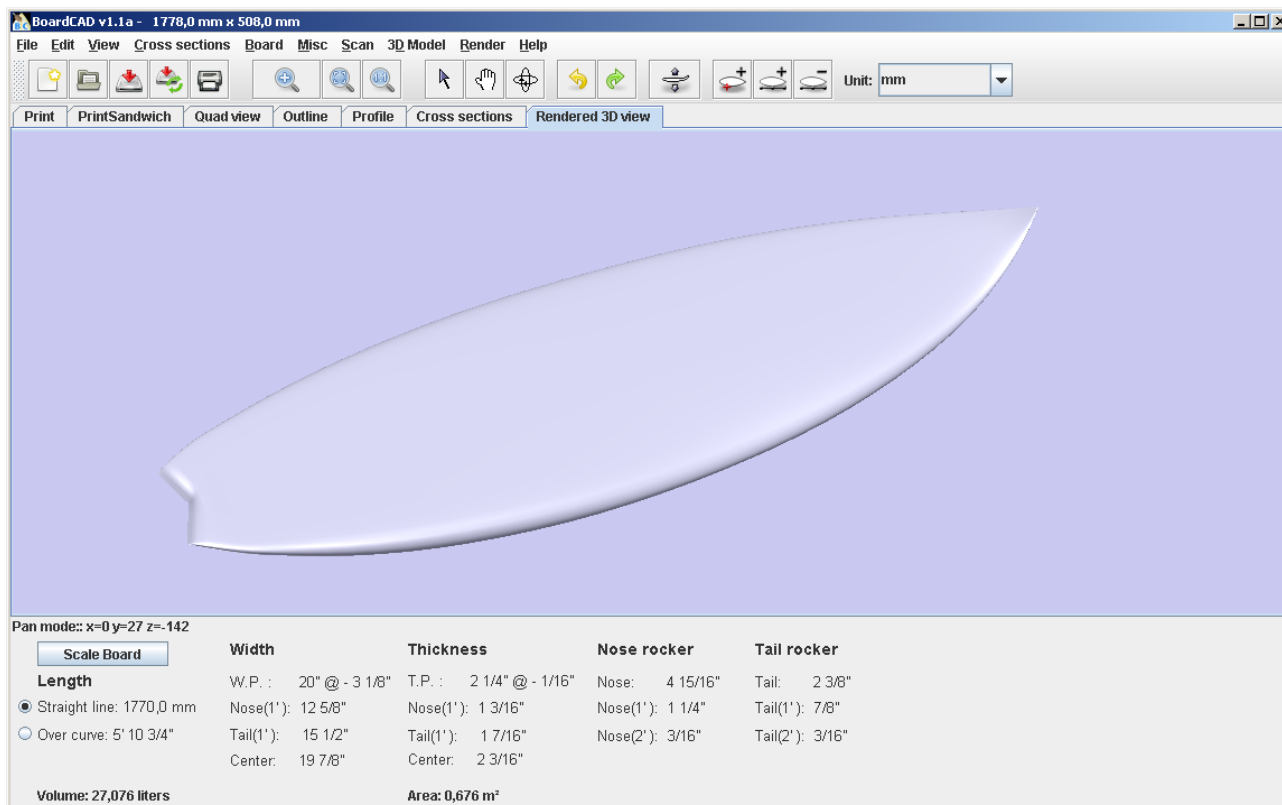 BoardCAD v1.1a - 1778,0 mm x 508,0 mm
File Edit View Cross sections Board Misc Scan 3D Model Render Help
Unit: mm
Print PrintSandwich Quad view Outline Profile Cross sections Rendered 3D view
Pan mode:: x=0 y=27 z=-142
Scale Board Width Thickness Nose rocker Tail rocker
Length W.P. : 20" @ - 3 1/8" T.P. : 2 1/4" @ - 1/16" Nose: 4 15/16" Tail: 2 3/8"
Straight line: 1770,0 mm Nose(1'): 12 5/8" Nose(1'): 1 3/16" Nose(1'): 1 1/4" Tail(1'): 7/8"
Over curve: 5' 10 3/4" Tail(1'): 15 1/2" Tail(1'): 1 7/16" Nose(2'): 3/16" Tail(2'): 3/16"
Center: 19 7/8" Center: 2 3/16"
Volume: 27,076 liters Area: 0,676 m²